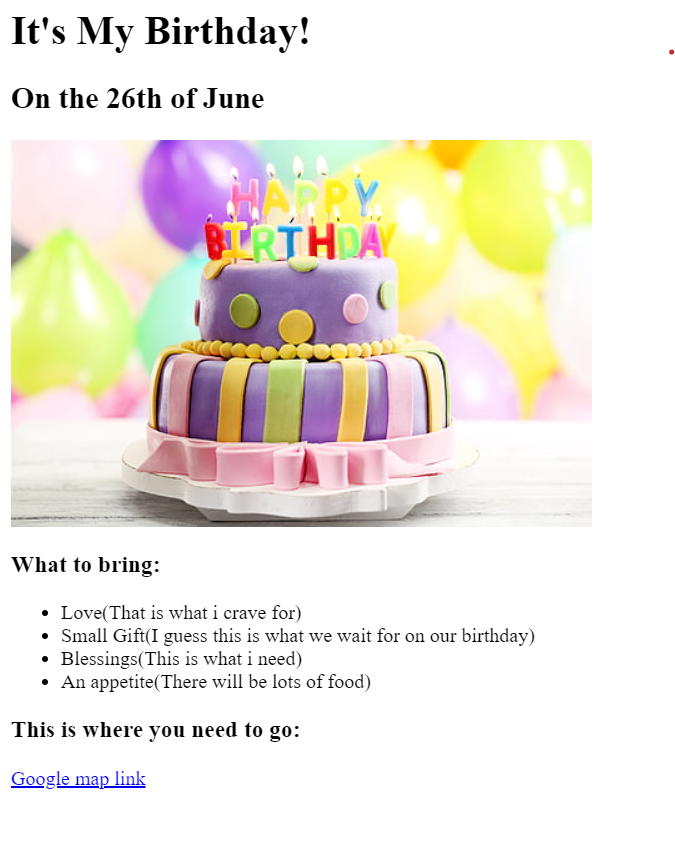 It's My Birthday!
On the 26th of June
HAPPY
BIRTHDAY
What to bring:
Love(That is what i crave for)
Small Gift(I guess this is what we wait for on our birthday)
Blessings(This is what i need)
An appetite(There will be lots of food)
This is where you need to go:
Google map link